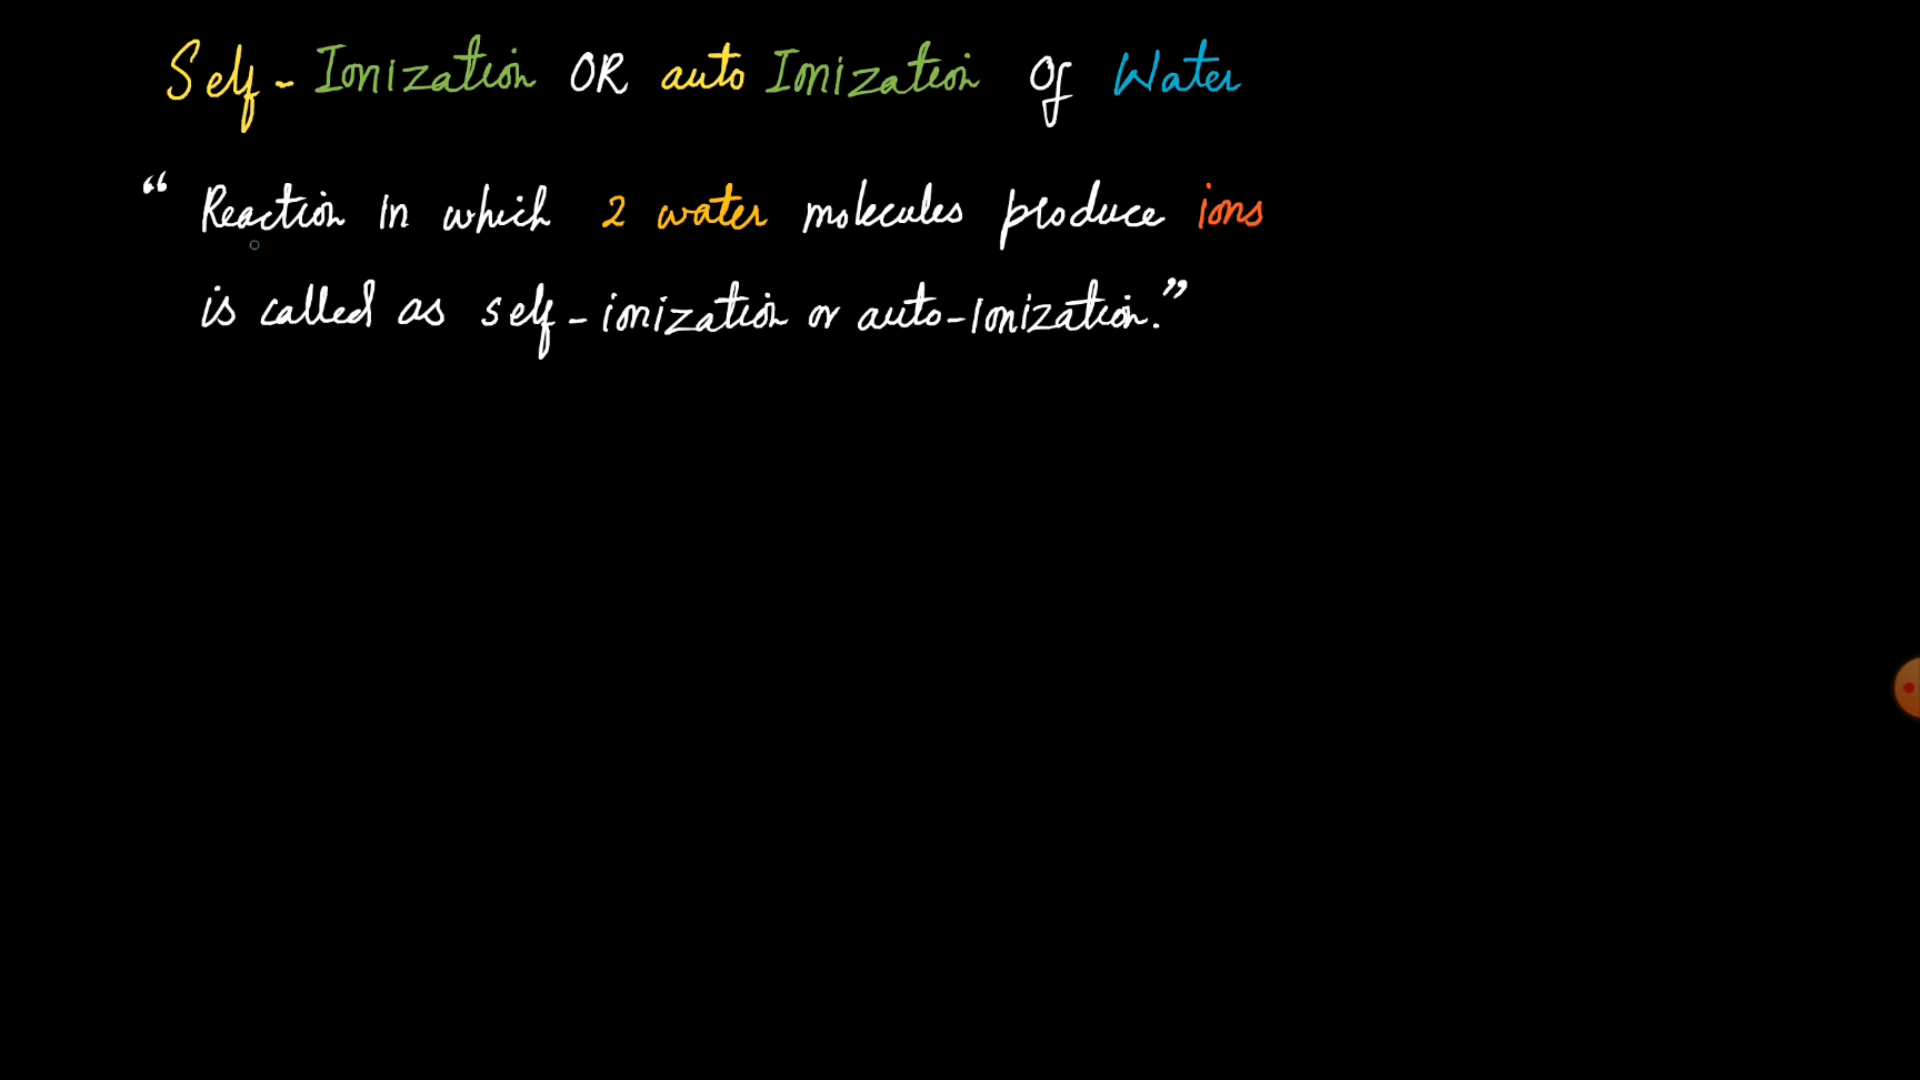 Self-Ionization OR auto Ionization Of Water
“ Reaction in which 2 water molecules produce ions
is called as self-ionization or auto-Ionization.”